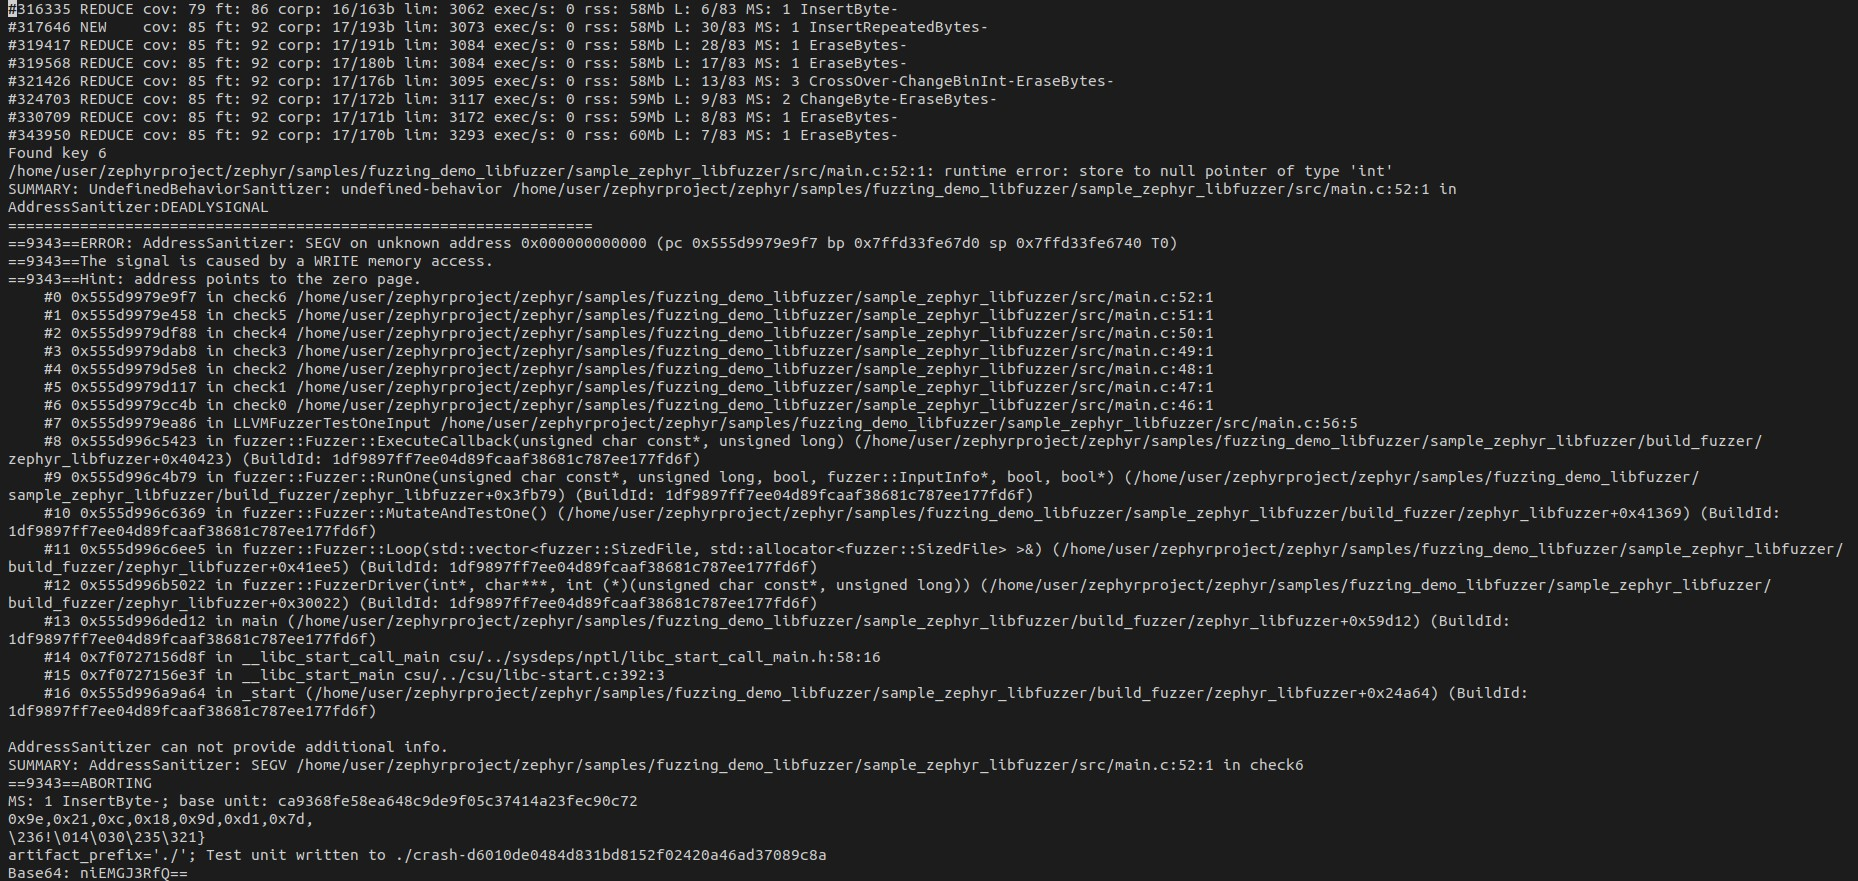 #316335 REDUCE cov: 79 ft: 86 corp: 16/163b lim: 3062 exec/s: 0 rss: 58Mb L: 6/83 MS: 1 InsertByte-
#317646 NEW    cov: 85 ft: 92 corp: 17/193b lim: 3073 exec/s: 0 rss: 58Mb L: 30/83 MS: 1 InsertRepeatedBytes-
#319417 REDUCE cov: 85 ft: 92 corp: 17/191b lim: 3084 exec/s: 0 rss: 58Mb L: 28/83 MS: 1 EraseBytes-
#319568 REDUCE cov: 85 ft: 92 corp: 17/180b lim: 3084 exec/s: 0 rss: 58Mb L: 17/83 MS: 1 EraseBytes-
#321426 REDUCE cov: 85 ft: 92 corp: 17/176b lim: 3095 exec/s: 0 rss: 58Mb L: 13/83 MS: 3 CrossOver-ChangeBinInt-EraseBytes-
#324703 REDUCE cov: 85 ft: 92 corp: 17/172b lim: 3117 exec/s: 0 rss: 59Mb L: 9/83 MS: 2 ChangeByte-EraseBytes-
#330709 REDUCE cov: 85 ft: 92 corp: 17/171b lim: 3172 exec/s: 0 rss: 59Mb L: 8/83 MS: 1 EraseBytes-
#343950 REDUCE cov: 85 ft: 92 corp: 17/170b lim: 3293 exec/s: 0 rss: 60Mb L: 7/83 MS: 1 EraseBytes-
Found key 6
/home/user/zephyrproject/zephyr/samples/fuzzing_demo_libfuzzer/sample_zephyr_libfuzzer/src/main.c:52:1: runtime error: store to null pointer of type 'int'
SUMMARY: UndefinedBehaviorSanitizer: undefined-behavior /home/user/zephyrproject/zephyr/samples/fuzzing_demo_libfuzzer/sample_zephyr_libfuzzer/src/main.c:52:1 in
AddressSanitizer:DEADLYSIGNAL
=================================================================
==9343==ERROR: AddressSanitizer: SEGV on unknown address 0x000000000000 (pc 0x555d9979e9f7 bp 0x7ffd33fe67d0 sp 0x7ffd33fe6740 T0)
==9343==The signal is caused by a WRITE memory access.
==9343==Hint: address points to the zero page.
    #0 0x555d9979e9f7 in check6 /home/user/zephyrproject/zephyr/samples/fuzzing_demo_libfuzzer/sample_zephyr_libfuzzer/src/main.c:52:1
    #1 0x555d9979e458 in check5 /home/user/zephyrproject/zephyr/samples/fuzzing_demo_libfuzzer/sample_zephyr_libfuzzer/src/main.c:51:1
    #2 0x555d9979df88 in check4 /home/user/zephyrproject/zephyr/samples/fuzzing_demo_libfuzzer/sample_zephyr_libfuzzer/src/main.c:50:1
    #3 0x555d9979dab8 in check3 /home/user/zephyrproject/zephyr/samples/fuzzing_demo_libfuzzer/sample_zephyr_libfuzzer/src/main.c:49:1
    #4 0x555d9979d5e8 in check2 /home/user/zephyrproject/zephyr/samples/fuzzing_demo_libfuzzer/sample_zephyr_libfuzzer/src/main.c:48:1
    #5 0x555d9979d117 in check1 /home/user/zephyrproject/zephyr/samples/fuzzing_demo_libfuzzer/sample_zephyr_libfuzzer/src/main.c:47:1
    #6 0x555d9979cc4b in check0 /home/user/zephyrproject/zephyr/samples/fuzzing_demo_libfuzzer/sample_zephyr_libfuzzer/src/main.c:46:1
    #7 0x555d9979ea86 in LLVMFuzzerTestOneInput /home/user/zephyrproject/zephyr/samples/fuzzing_demo_libfuzzer/sample_zephyr_libfuzzer/src/main.c:56:5
    #8 0x555d996c5423 in fuzzer::Fuzzer::ExecuteCallback(unsigned char const*, unsigned long) (/home/user/zephyrproject/zephyr/samples/fuzzing_demo_libfuzzer/sample_zephyr_libfuzzer/build_fuzzer/
zephyr_libfuzzer+0x40423) (BuildId: 1df9897ff7ee04d89fcaaf38681c787ee177fd6f)
    #9 0x555d996c4b79 in fuzzer::Fuzzer::RunOne(unsigned char const*, unsigned long, bool, fuzzer::InputInfo*, bool, bool*) (/home/user/zephyrproject/zephyr/samples/fuzzing_demo_libfuzzer/
sample_zephyr_libfuzzer/build_fuzzer/zephyr_libfuzzer+0x3fb79) (BuildId: 1df9897ff7ee04d89fcaaf38681c787ee177fd6f)
    #10 0x555d996c6369 in fuzzer::Fuzzer::MutateAndTestOne() (/home/user/zephyrproject/zephyr/samples/fuzzing_demo_libfuzzer/sample_zephyr_libfuzzer/build_fuzzer/zephyr_libfuzzer+0x41369) (BuildId:
1df9897ff7ee04d89fcaaf38681c787ee177fd6f)
    #11 0x555d996c6ee5 in fuzzer::Fuzzer::Loop(std::vector<fuzzer::SizedFile, std::allocator<fuzzer::SizedFile> >&) (/home/user/zephyrproject/zephyr/samples/fuzzing_demo_libfuzzer/sample_zephyr_libfuzzer/
build_fuzzer/zephyr_libfuzzer+0x41ee5) (BuildId: 1df9897ff7ee04d89fcaaf38681c787ee177fd6f)
    #12 0x555d996b5022 in fuzzer::FuzzerDriver(int*, char***, int (*)(unsigned char const*, unsigned long)) (/home/user/zephyrproject/zephyr/samples/fuzzing_demo_libfuzzer/sample_zephyr_libfuzzer/
build_fuzzer/zephyr_libfuzzer+0x30022) (BuildId: 1df9897ff7ee04d89fcaaf38681c787ee177fd6f)
    #13 0x555d996ded12 in main (/home/user/zephyrproject/zephyr/samples/fuzzing_demo_libfuzzer/sample_zephyr_libfuzzer/build_fuzzer/zephyr_libfuzzer+0x59d12) (BuildId:
1df9897ff7ee04d89fcaaf38681c787ee177fd6f)
    #14 0x7f0727156d8f in __libc_start_call_main csu/../sysdeps/nptl/libc_start_call_main.h:58:16
    #15 0x7f0727156e3f in __libc_start_main csu/../csu/libc-start.c:392:3
    #16 0x555d996a9a64 in _start (/home/user/zephyrproject/zephyr/samples/fuzzing_demo_libfuzzer/sample_zephyr_libfuzzer/build_fuzzer/zephyr_libfuzzer+0x24a64) (BuildId:
1df9897ff7ee04d89fcaaf38681c787ee177fd6f)

AddressSanitizer can not provide additional info.
SUMMARY: AddressSanitizer: SEGV /home/user/zephyrproject/zephyr/samples/fuzzing_demo_libfuzzer/sample_zephyr_libfuzzer/src/main.c:52:1 in check6
==9343==ABORTING
MS: 1 InsertByte-; base unit: ca9368fe58ea648c9de9f05c37414a23fec90c72
0x9e,0x21,0xc,0x18,0x9d,0xd1,0x7d,
\236!\014\030\235\321}
artifact_prefix='./'; Test unit written to ./crash-d6010de0484d831bd8152f02420a46ad37089c8a
Base64: niEMGJ3RfQ==